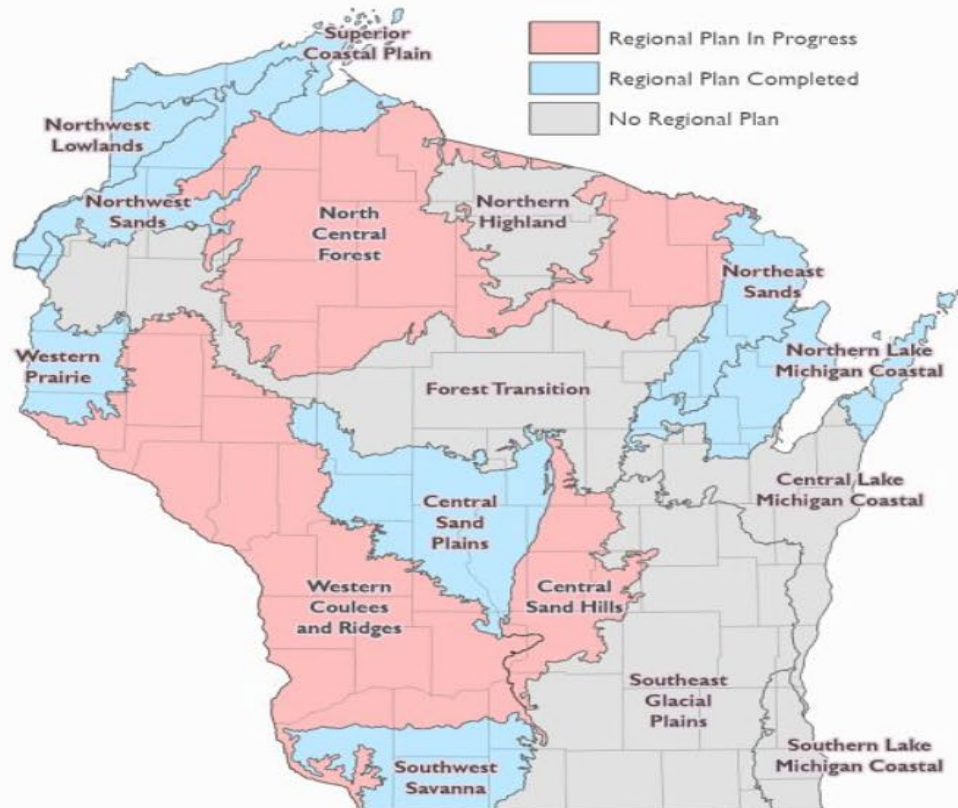 Superior
Coastal Plain
Regional Plan In Progress
Regional Plan Completed
No Regional Plan
Northwest
Lowlands
Northwest
Sands
North
Central
Forest
Northern
Highland
Northeast
Sands
Western
Prairie
Forest Transition
Northern Lake
Michigan Coastal
Central
Sand
Plains
Central Lake
Michigan Coastal
Western
Coulees
and Ridges
Central
Sand Hills
Southeast
Glacial
Plains
Southwest
Savanna
Southern Lake
Michigan Coastal